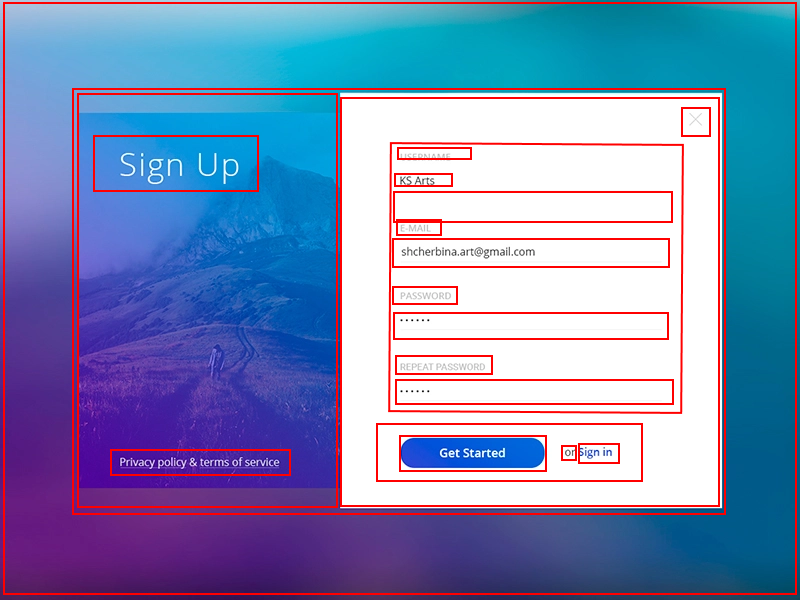 Sign Up
Privacy policy & terms of service
USERNAME
KS Arts
E-MAIL
shcherbina.art@gmail.com
PASSWORD
······
REPEAT PASSWORD
······
Get Started
or Sign in